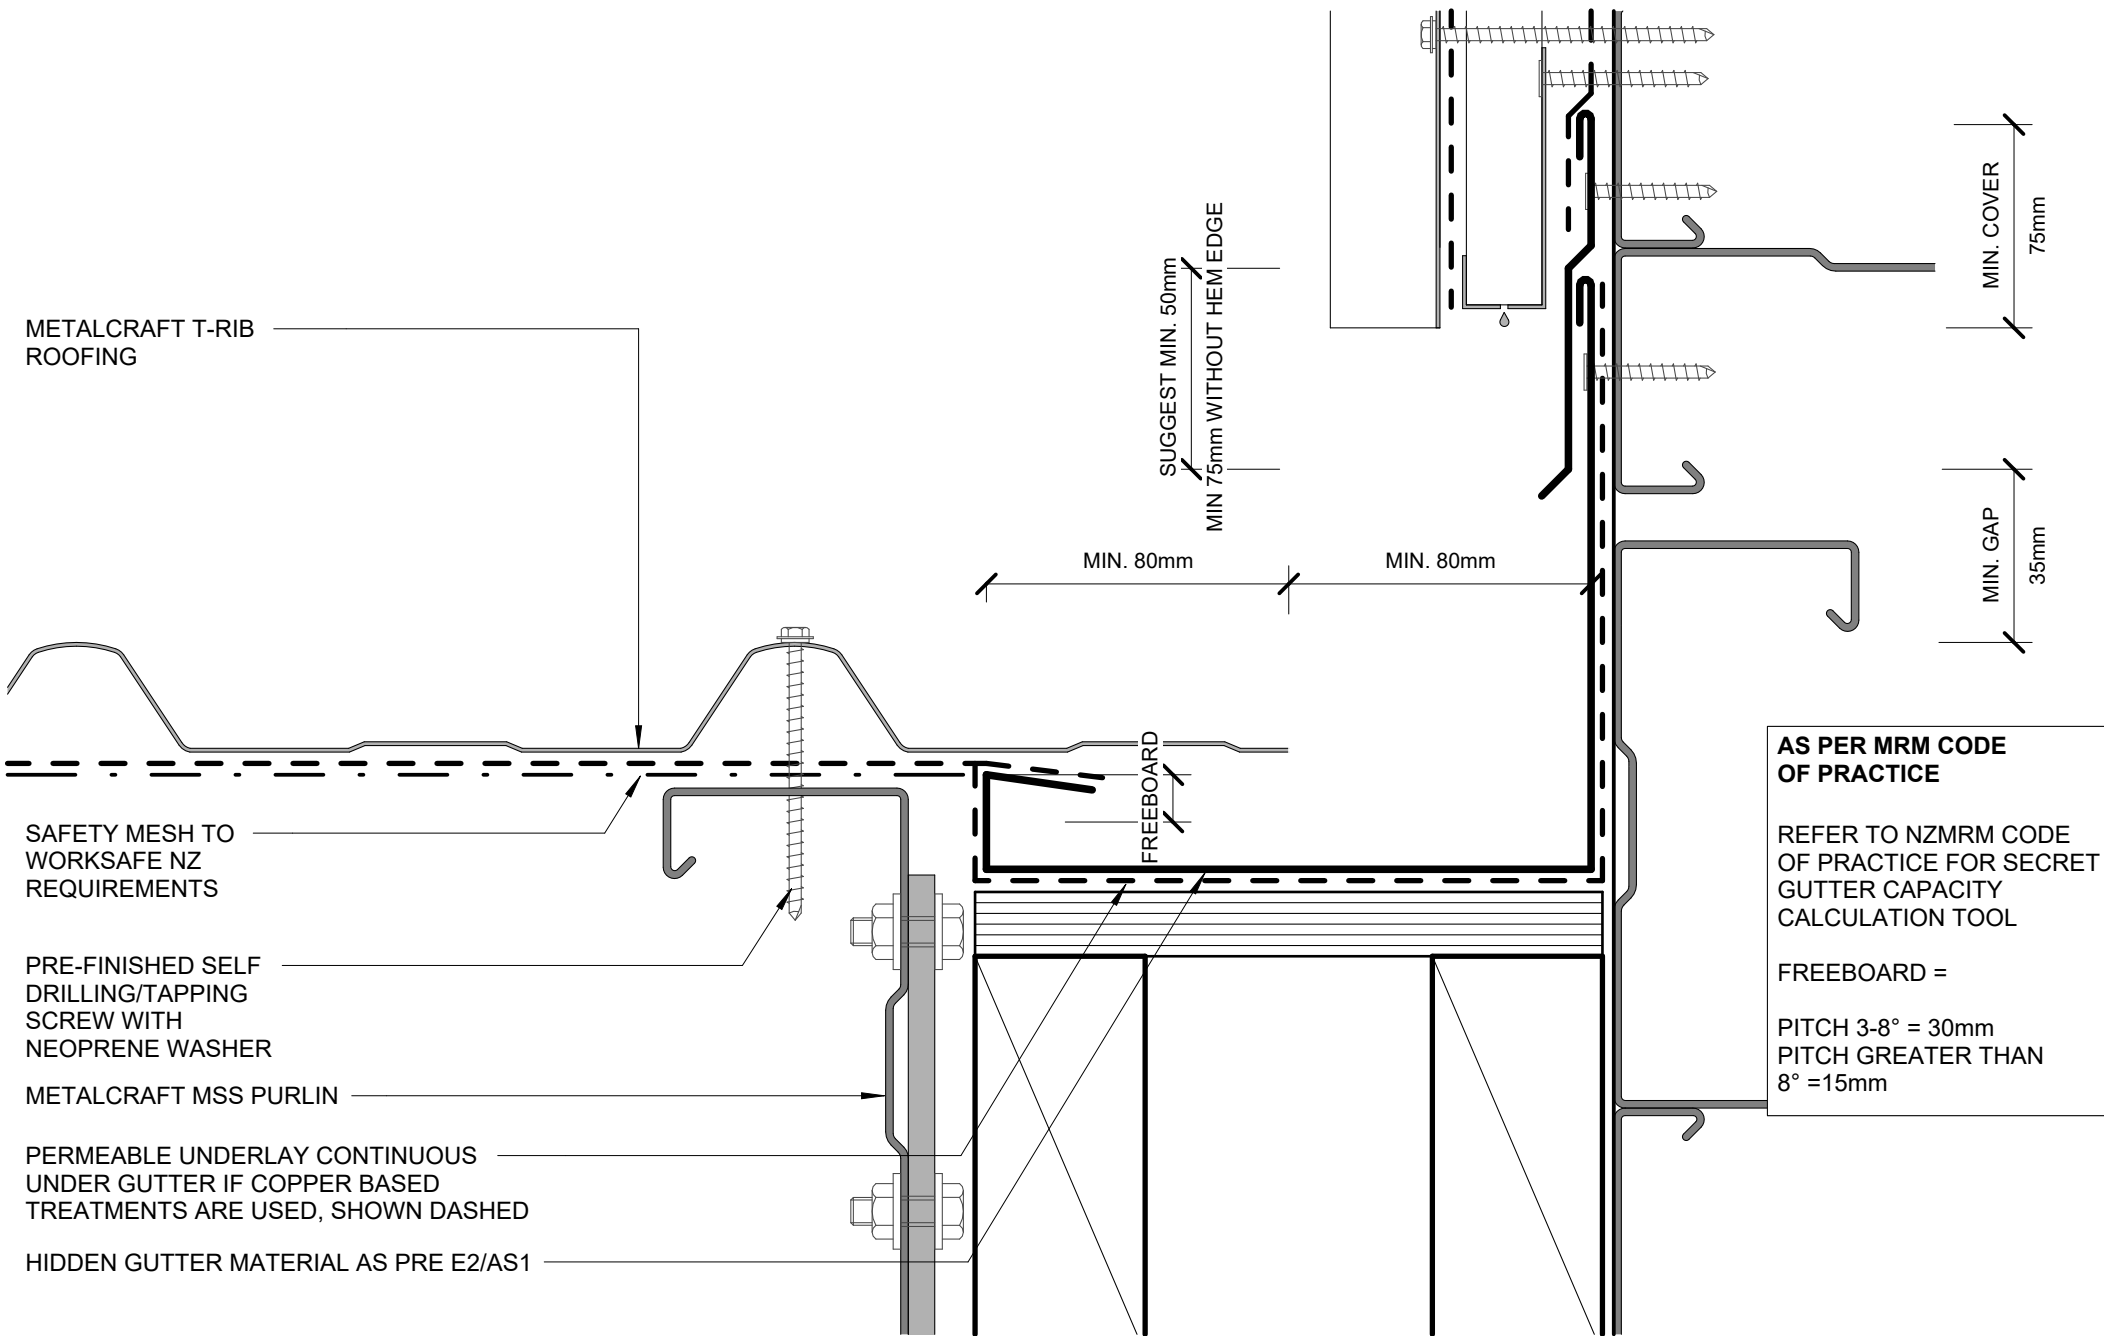 METALCRAFT T-RIB
ROOFING
SAFETY MESH TO
WORKSAFE NZ
REQUIREMENTS
PRE-FINISHED SELF
DRILLING/TAPPING
SCREW WITH
NEOPRENE WASHER
METALCRAFT MSS PURLIN
PERMEABLE UNDERLAY CONTINUOUS
UNDER GUTTER IF COPPER BASED
TREATMENTS ARE USED, SHOWN DASHED
HIDDEN GUTTER MATERIAL AS PRE E2/AS1
SUGGEST MIN. 50mm
MIN 75mm WITHOUT HEM EDGE
MIN. 80mm
MIN. 80mm
FREEBOARD
MIN. COVER
75mm
MIN. GAP
35mm
AS PER MRM CODE
OF PRACTICE
REFER TO NZMRM CODE
OF PRACTICE FOR SECRET
GUTTER CAPACITY
CALCULATION TOOL
FREEBOARD =
PITCH 3-8° = 30mm
PITCH GREATER THAN
8° =15mm